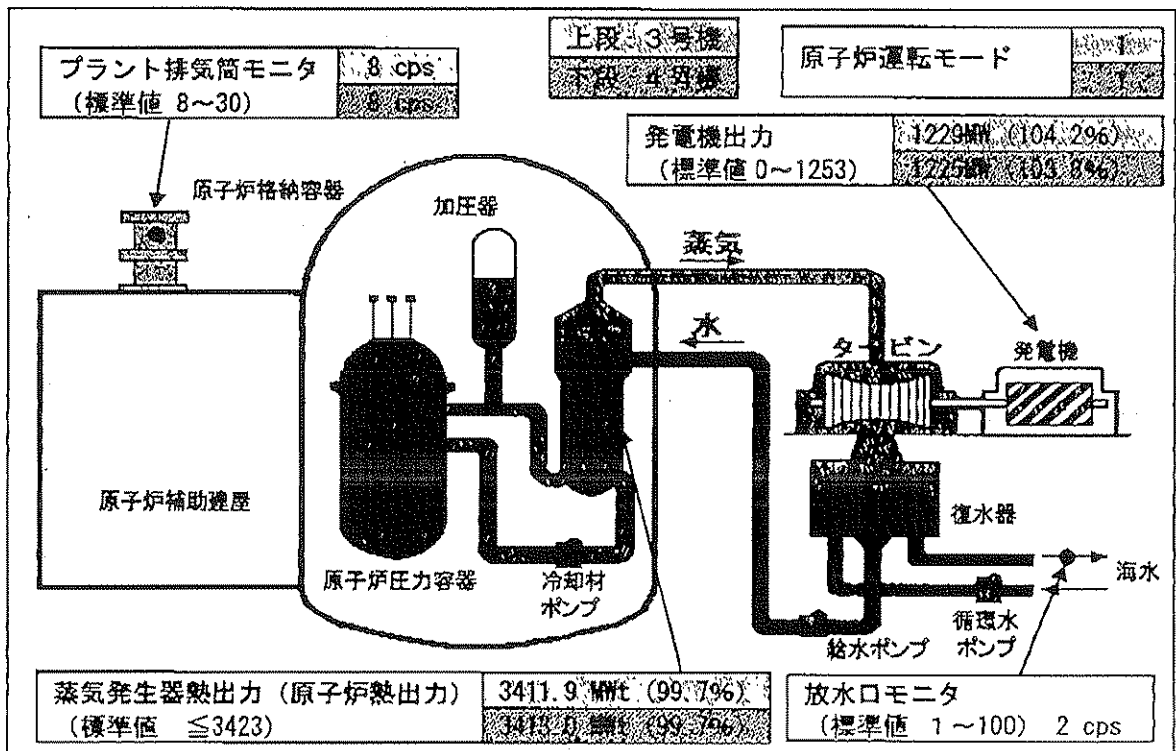 上段 3号機
下段 4号機
プラント排気筒モニタ 8 cps
(標準値 8～30) 8 cps
原子炉運転モード 1
1
発電機出力 1229MW (104.2%)
(標準値 0～1253) 1225MW (103.8%)
原子炉格納容器
加圧器
蒸気
水
タービン
発電機
原子炉補助建屋
復水器
原子炉圧力容器
冷却材
ポンプ
海水
循環水
給水ポンプ ポンプ
蒸気発生器熱出力 (原子炉熱出力) 3411.9 MWt (99.7%)
(標準値 ≦3423) MWt (99.7%)
放水口モニタ
(標準値 1～100) 2 cps